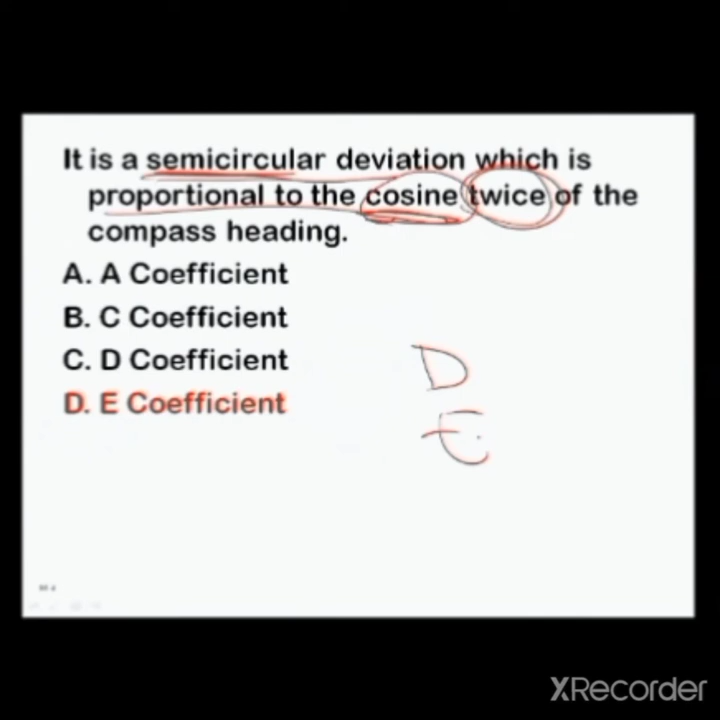 It is a semicircular deviation which is
proportional to the cosine twice of the
compass heading.
A. A Coefficient
B. C Coefficient
C. D Coefficient
D. E Coefficient
D
E
XRecorder